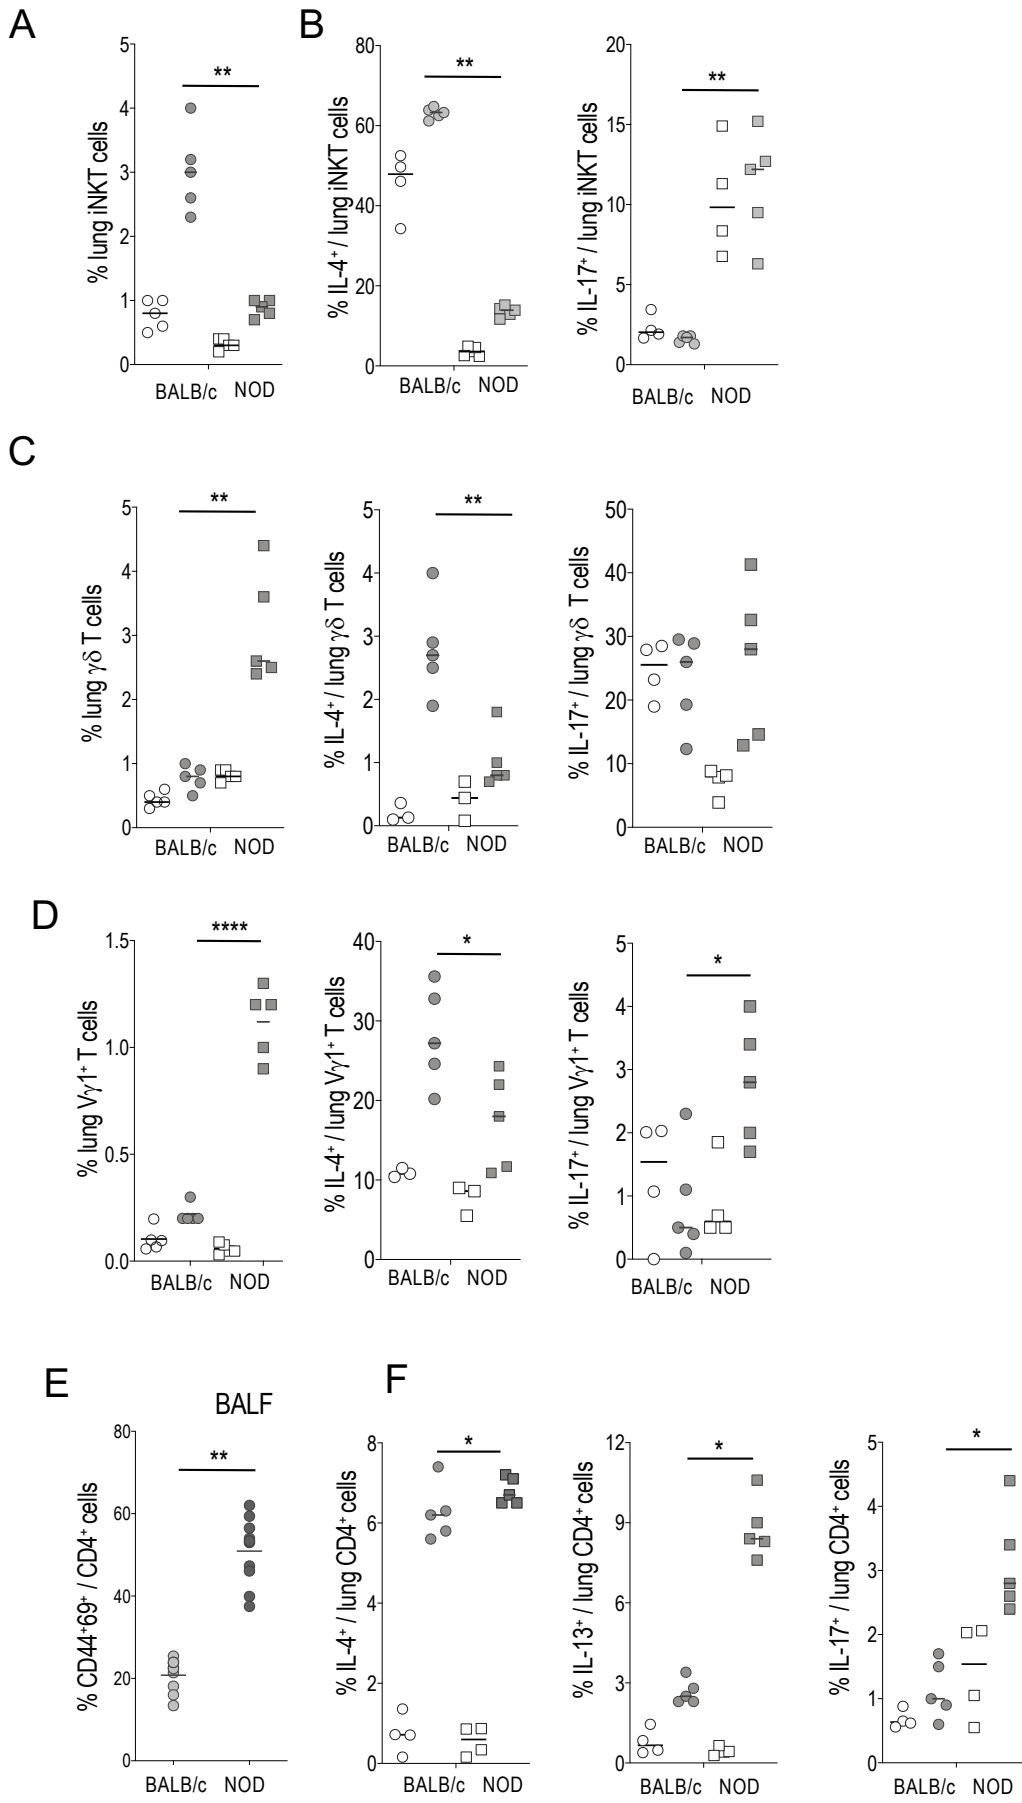 A
B
5
4
3
2
1
0
% lung iNKT cells
**
BALB/c NOD
80
60
40
20
0
% IL-4⁺ / lung iNKT cells
**
BALB/c NOD
20
15
10
5
0
% IL-17⁺ / lung iNKT cells
**
BALB/c NOD
C
5
4
3
2
1
0
% lung γδ T cells
**
BALB/c NOD
5
4
3
2
1
0
% IL-4⁺ / lung γδ T cells
**
BALB/c NOD
50
40
30
20
10
0
% IL-17⁺ / lung γδ T cells
BALB/c NOD
D
1.5
1.0
0.5
0.0
% lung Vγ1⁺ T cells
****
BALB/c NOD
40
30
20
10
0
% IL-4⁺ / lung Vγ1⁺ T cells
*
BALB/c NOD
5
4
3
2
1
0
% IL-17⁺ / lung Vγ1⁺ T cells
*
BALB/c NOD
E
BALF
80
60
40
20
0
% CD44⁺69⁺ / CD4⁺ cells
**
BALB/c NOD
F
8
6
4
2
0
% IL-4⁺ / lung CD4⁺ cells
*
BALB/c NOD
12
9
6
3
0
% IL-13⁺ / lung CD4⁺ cells
*
BALB/c NOD
5
4
3
2
1
0
% IL-17⁺ / lung CD4⁺ cells
*
BALB/c NOD